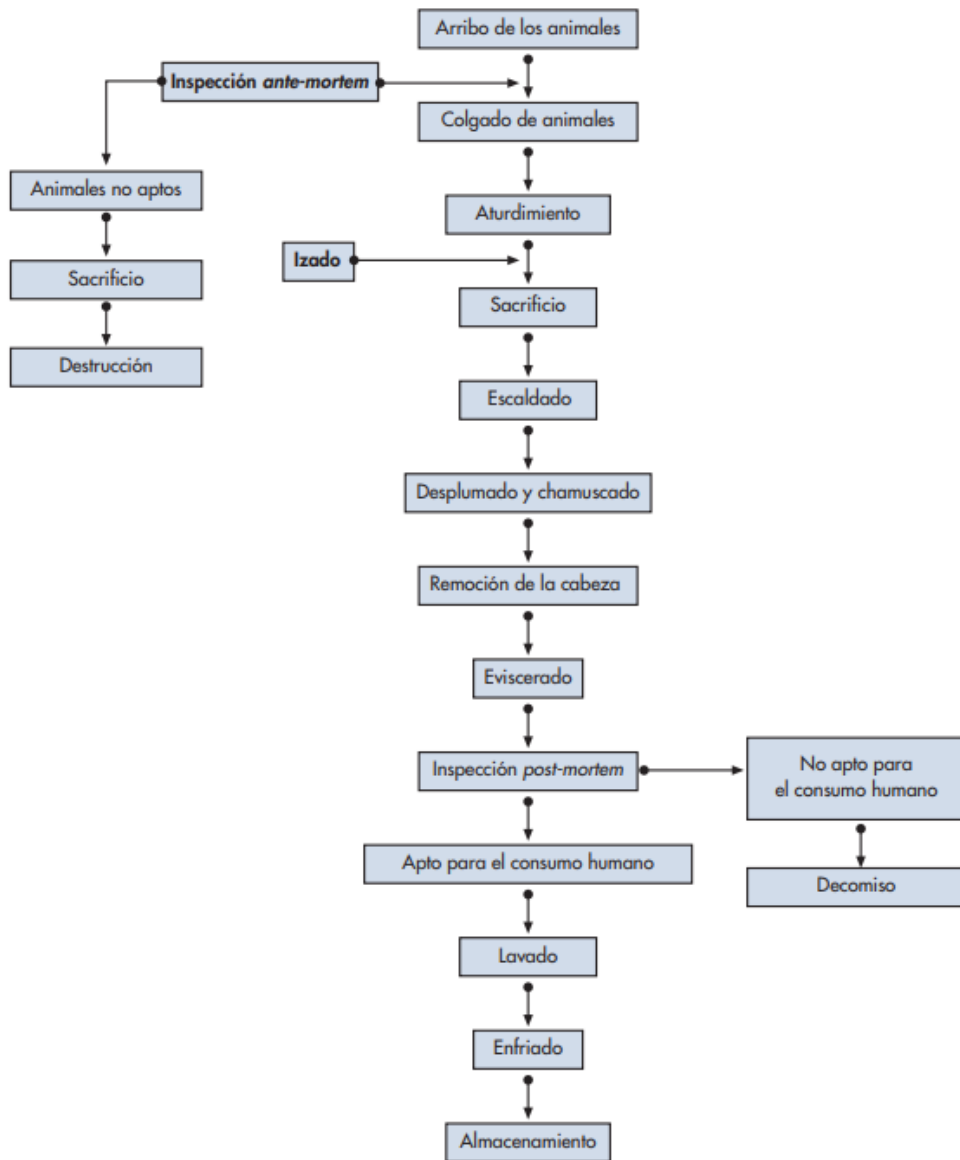 Arribo de los animales
Inspección ante-mortem
Colgado de animales
Animales no aptos
Aturdimiento
Izado
Sacrificio
Sacrificio
Destrucción
Escaldado
Desplumado y chamuscado
Remoción de la cabeza
Eviscerado
Inspección post-mortem
No apto para
el consumo humano
Apto para el consumo humano
Decomiso
Lavado
Enfriado
Almacenamiento